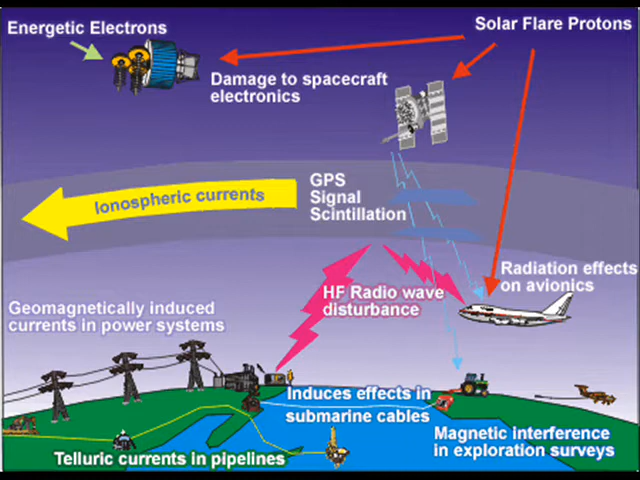 Energetic Electrons
Solar Flare Protons
Damage to spacecraft
electronics
GPS
Signal
Scintillation
Ionospheric currents
Radiation effects
on avionics
HF Radio wave
disturbance
Geomagnetically induced
currents in power systems
Induces effects in
submarine cables
Magnetic interference
in exploration surveys
Telluric currents in pipelines